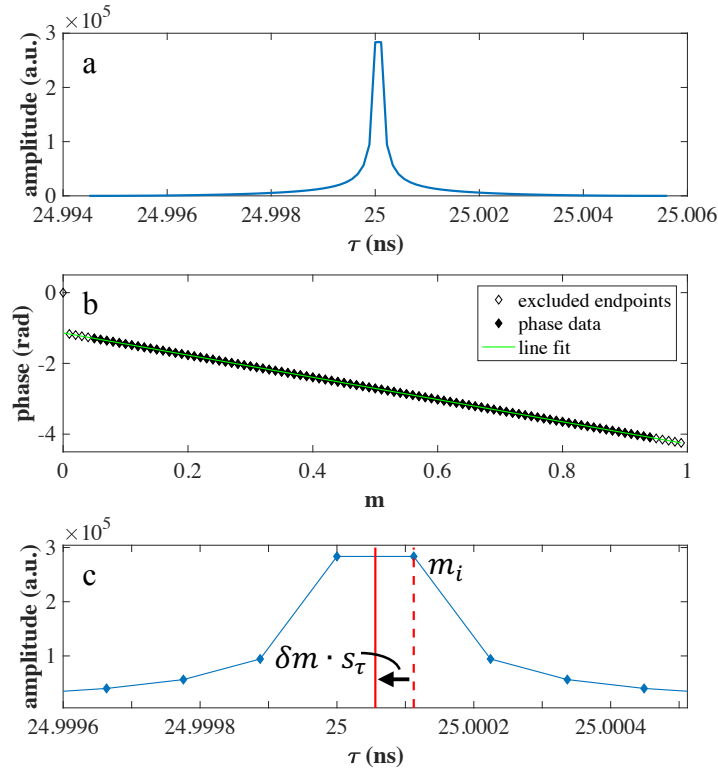 ×10⁵
3
2
1
0
amplitude (a.u.)
a
24.994 24.996 24.998 25 25.002 25.004 25.006
τ (ns)
0
-2
-4
phase (rad)
b
excluded endpoints
phase data
line fit
0 0.2 0.4 0.6 0.8 1
m
×10⁵
3
2
1
amplitude (a.u.)
c
mᵢ
δm · s_τ
24.9996 24.9998 25 25.0002 25.0004
τ (ns)